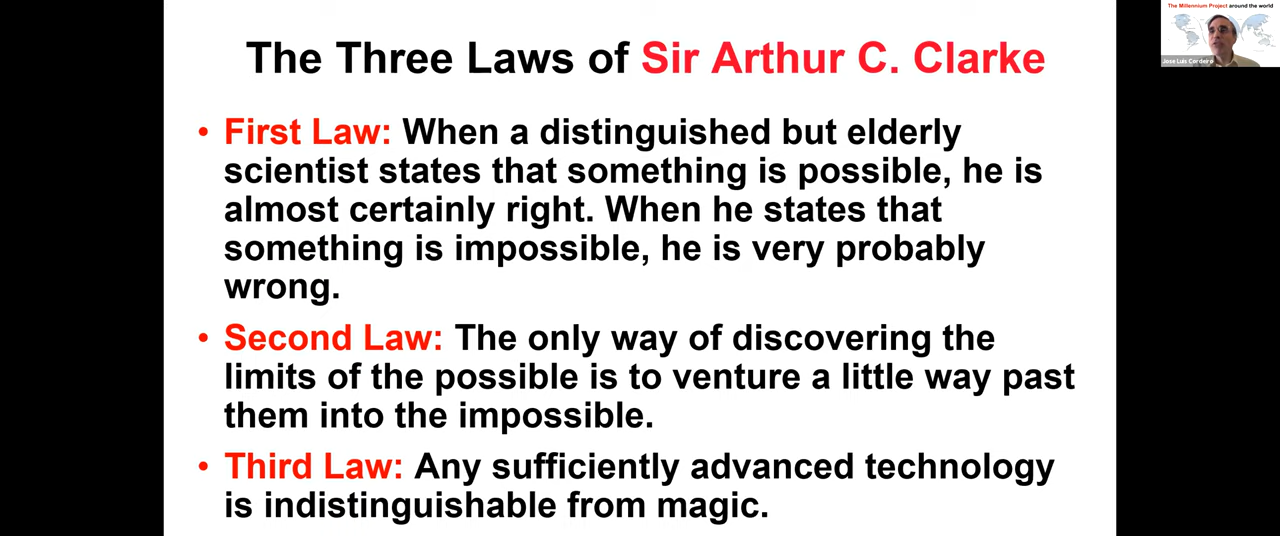 The Three Laws of Sir Arthur C. Clarke
• First Law: When a distinguished but elderly
scientist states that something is possible, he is
almost certainly right. When he states that
something is impossible, he is very probably
wrong.
• Second Law: The only way of discovering the
limits of the possible is to venture a little way past
them into the impossible.
• Third Law: Any sufficiently advanced technology
is indistinguishable from magic.
The Millennium Project around the world
Jose Luis Cordeiro